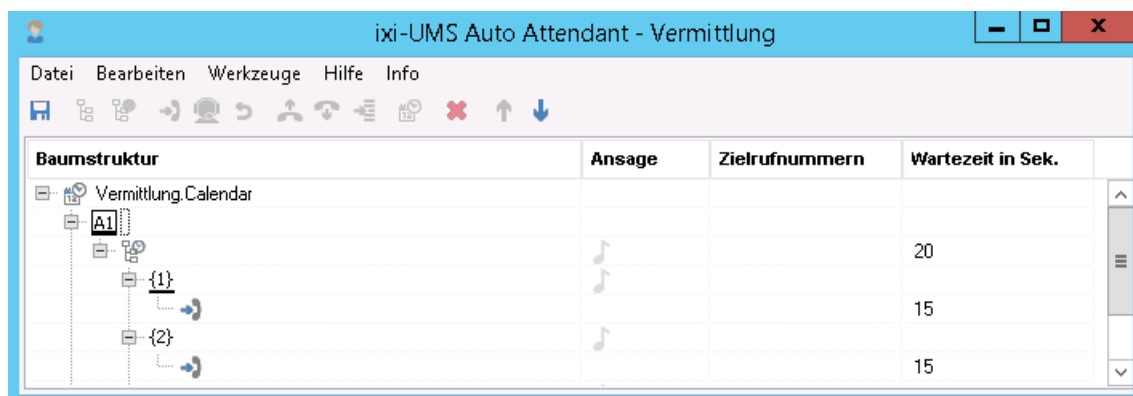 ixi-UMS Auto Attendant - Vermittlung
Datei Bearbeiten Werkzeuge Hilfe Info
Baumstruktur Ansage Zielrufnummern Wartezeit in Sek.
Vermittlung.Calendar
A1
20
{1}
15
{2}
15